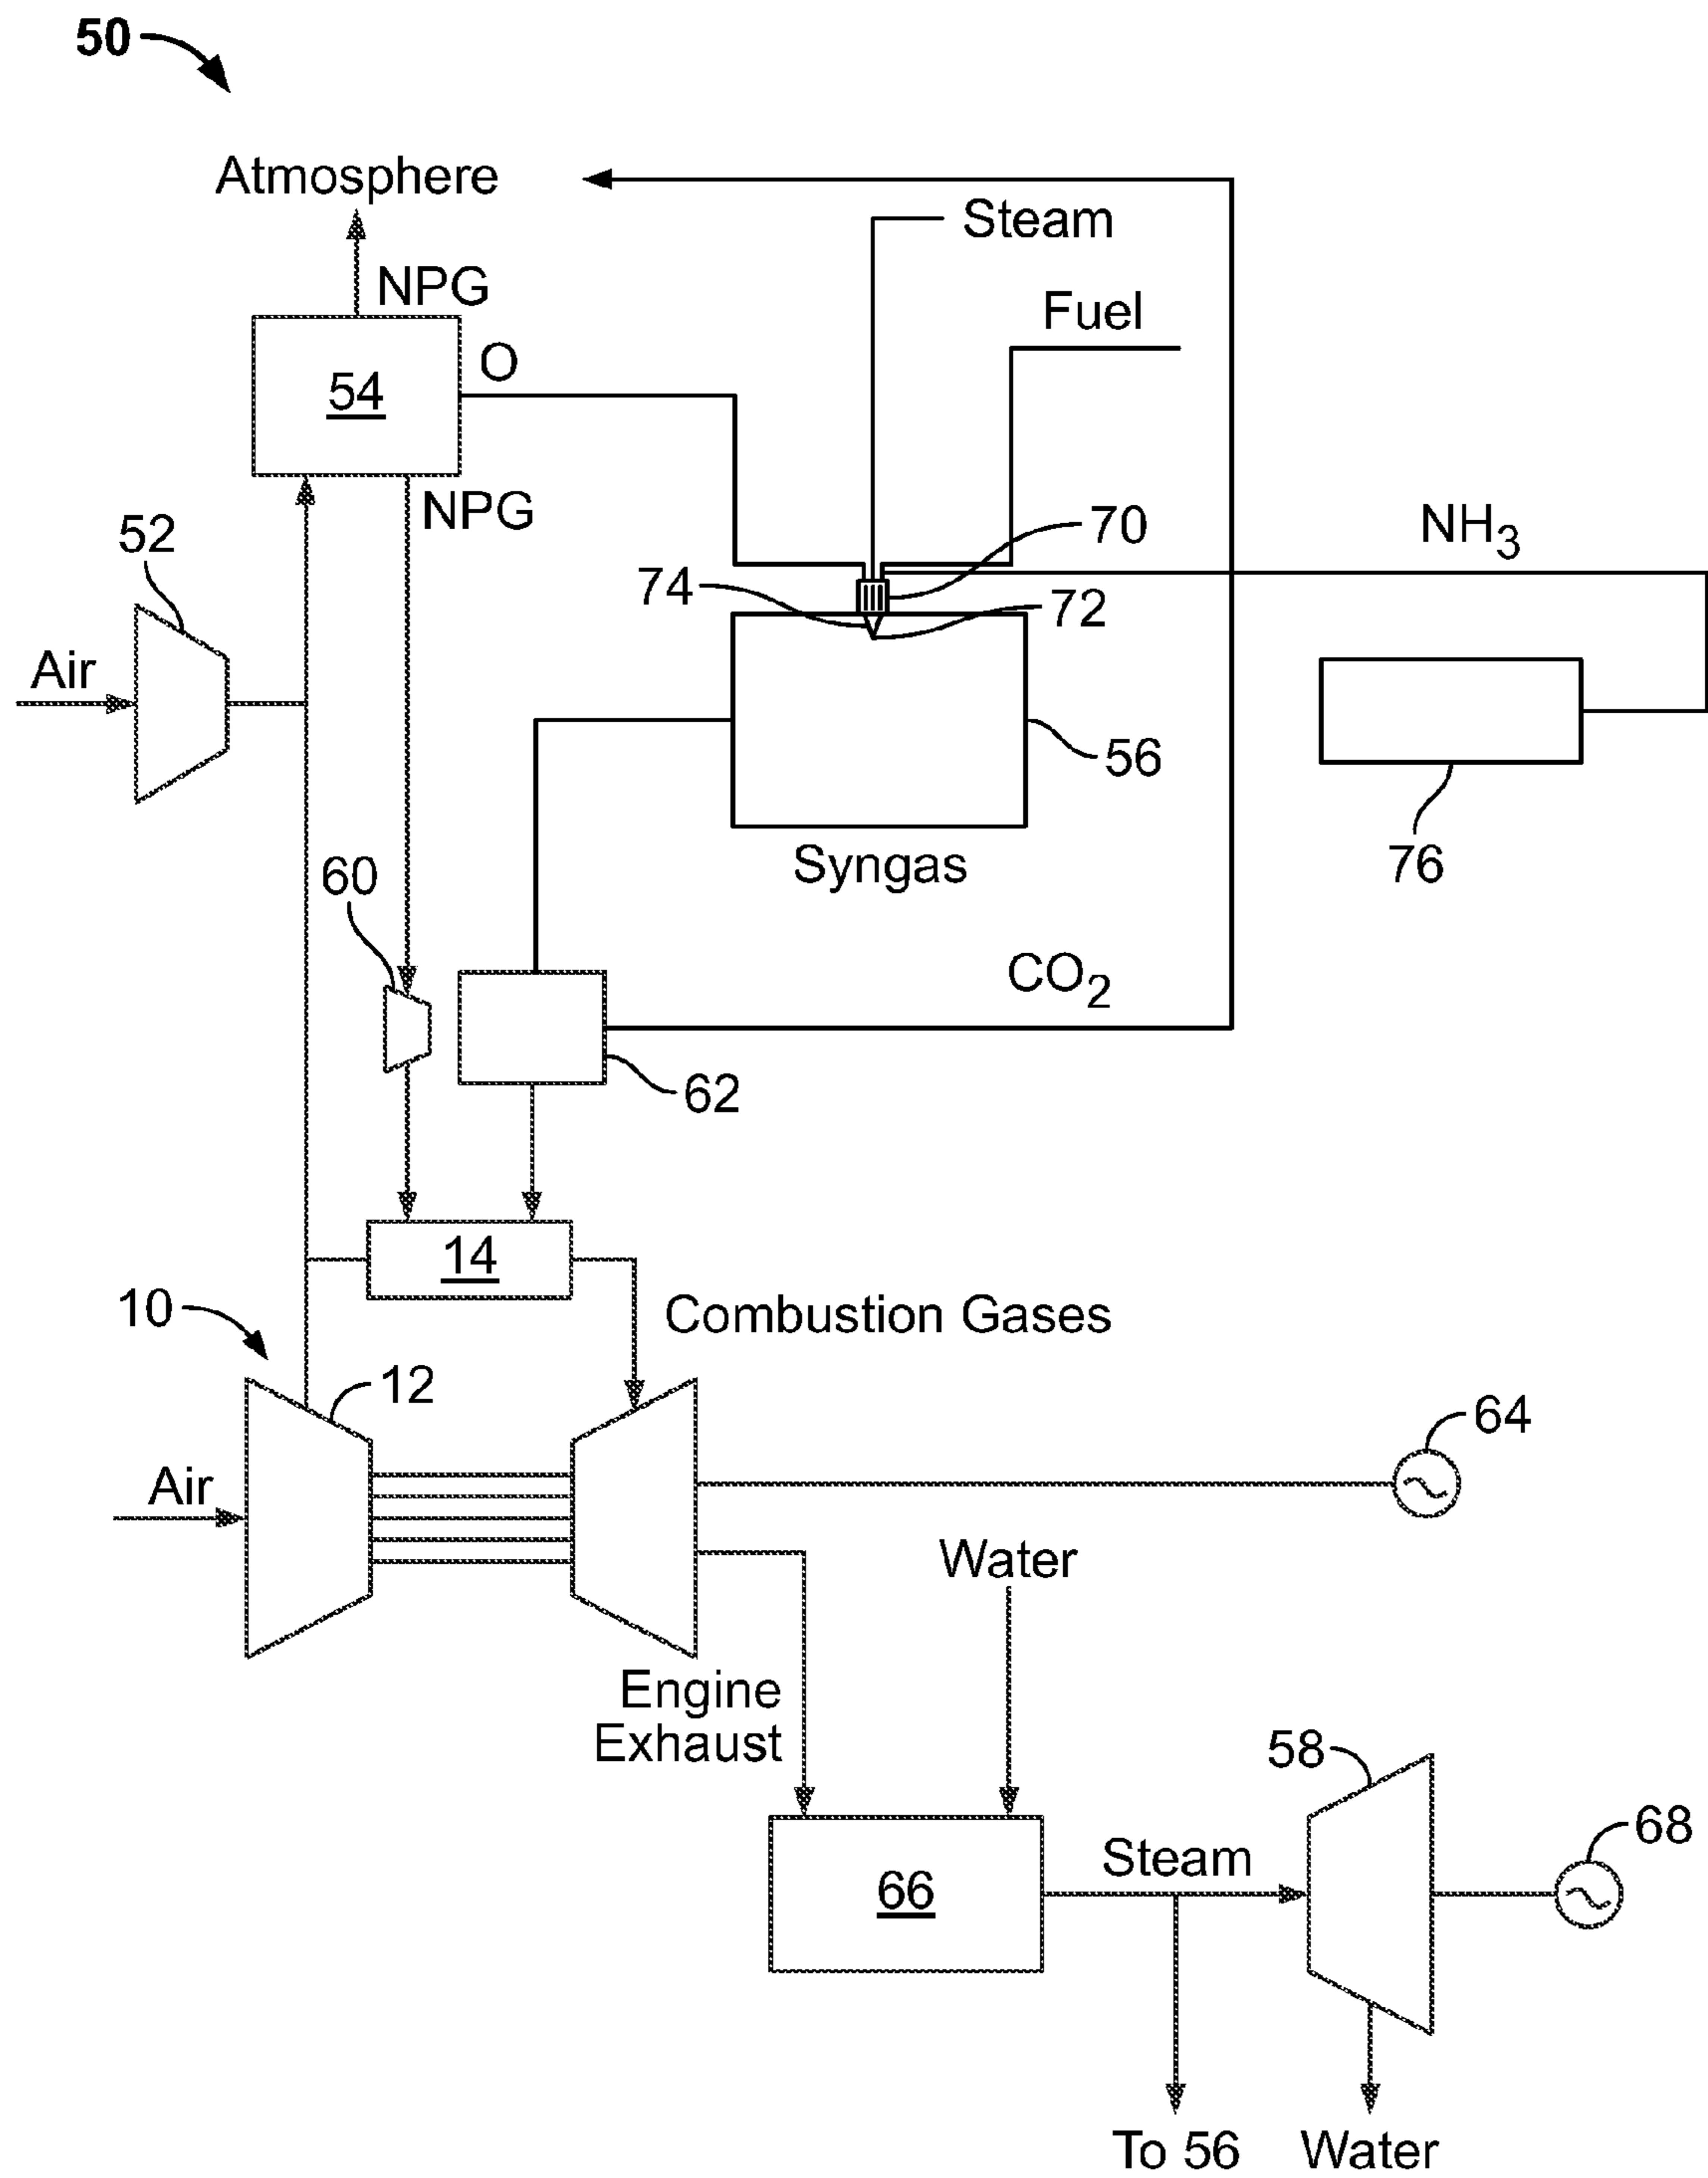 50
Atmosphere
Steam
NPG
Fuel
O
54
NPG
52
70
NH3
74
72
Air
56
Syngas
76
60
CO2
62
14
10
Combustion Gases
12
64
Air
Water
Engine
Exhaust
58
68
Steam
66
To 56
Water